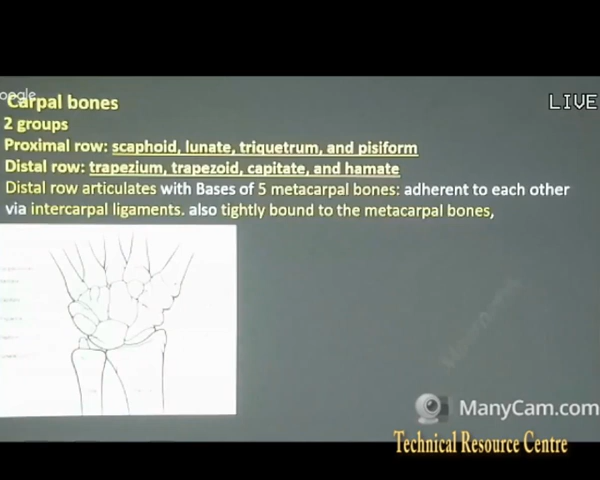 oogle
LIVE
Carpal bones
2 groups
Proximal row: scaphoid, lunate, triquetrum, and pisiform
Distal row: trapezium, trapezoid, capitate, and hamate
Distal row articulates with Bases of 5 metacarpal bones: adherent to each other
via intercarpal ligaments. also tightly bound to the metacarpal bones,
ManyCam.com
Technical Resource Centre